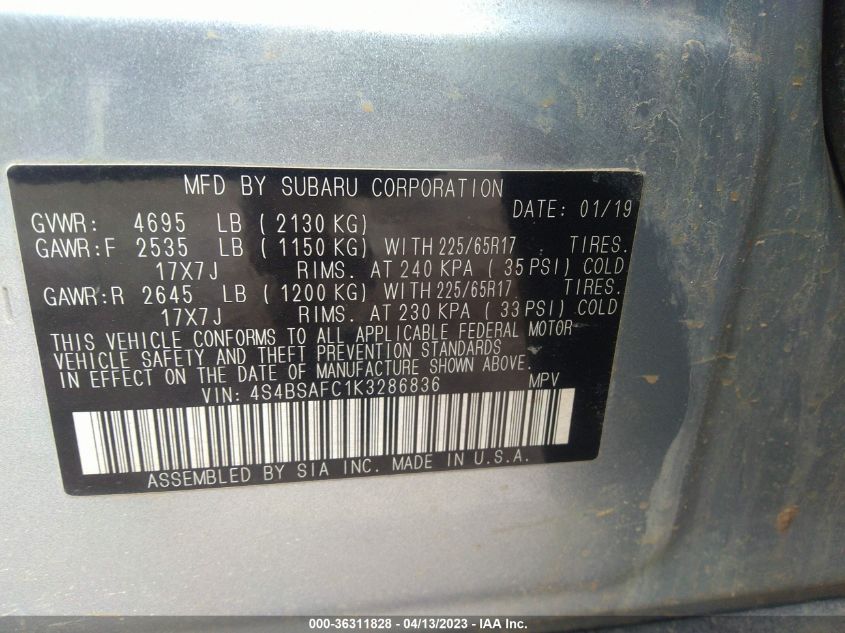 MFD BY SUBARU CORPORATION
DATE: 01/19
GVWR: 4695 LB ( 2130 KG)
GAWR:F 2535 LB ( 1150 KG) WITH 225/65R17 TIRES.
17X7J RIMS. AT 240 KPA ( 35 PSI) COLD
GAWR:R 2645 LB ( 1200 KG) WITH 225/65R17 TIRES.
17X7J RIMS. AT 230 KPA ( 33 PSI) COLD
THIS VEHICLE CONFORMS TO ALL APPLICABLE FEDERAL MOTOR
VEHICLE SAFETY AND THEFT PREVENTION STANDARDS
IN EFFECT ON THE DATE OF MANUFACTURE SHOWN ABOVE.
VIN: 4S4BSAFC1K3286836 MPV
ASSEMBLED BY SIA INC. MADE IN U.S.A.
000-36311828 - 04/13/2023 - IAA Inc.